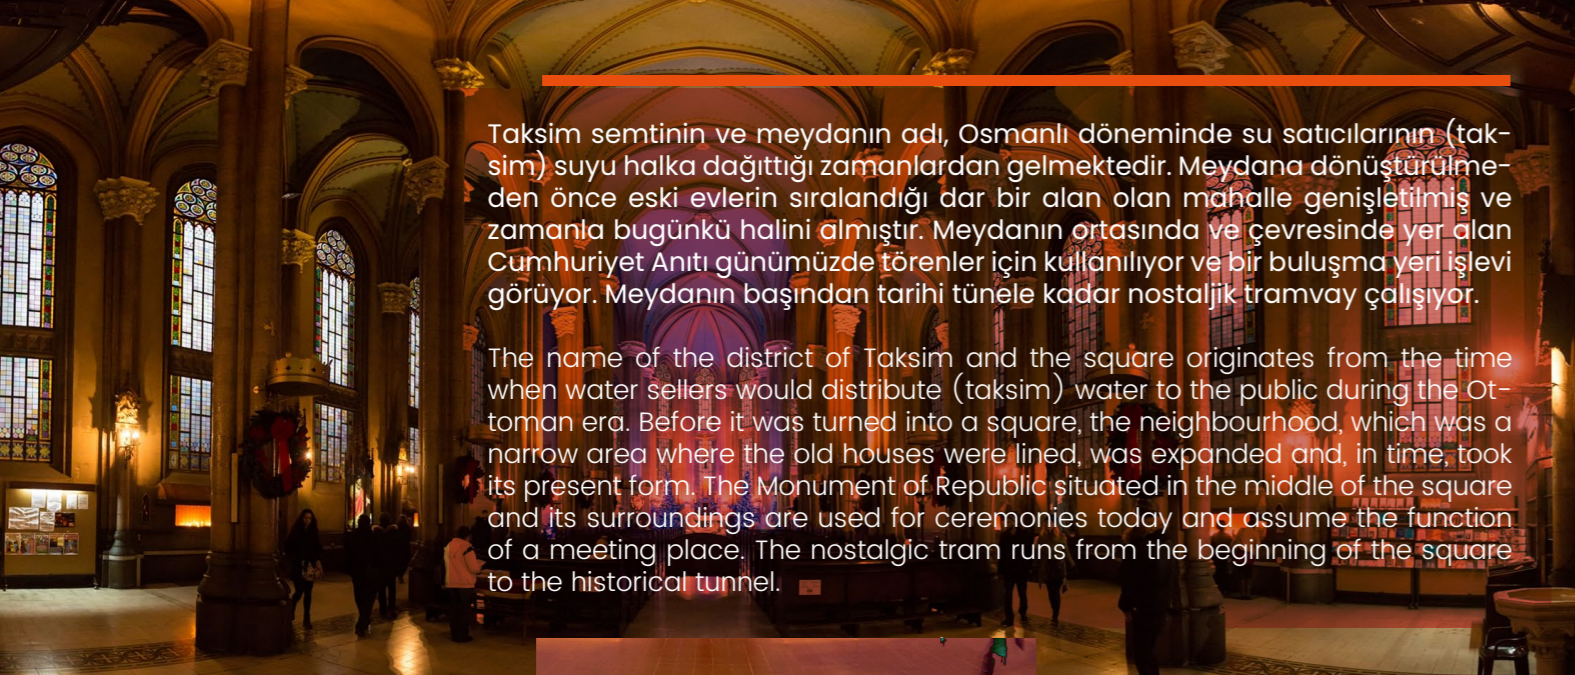 Taksim semtinin ve meydanın adı, Osmanlı döneminde su satıcılarının (tak-
sim) suyu halka dağıttığı zamanlardan gelmektedir. Meydana dönüştürülme-
den önce eski evlerin sıralandığı dar bir alan olan mahalle genişletilmiş ve
zamanla bugünkü halini almıştır. Meydanın ortasında ve çevresinde yer alan
Cumhuriyet Anıtı günümüzde törenler için kullanılıyor ve bir buluşma yeri işlevi
görüyor. Meydanın başından tarihi tünele kadar nostaljik tramvay çalışıyor.
The name of the district of Taksim and the square originates from the time
when water sellers would distribute (taksim) water to the public during the Ot-
toman era. Before it was turned into a square, the neighbourhood, which was a
narrow area where the old houses were lined, was expanded and, in time, took
its present form. The Monument of Republic situated in the middle of the square
and its surroundings are used for ceremonies today and assume the function
of a meeting place. The nostalgic tram runs from the beginning of the square
to the historical tunnel.